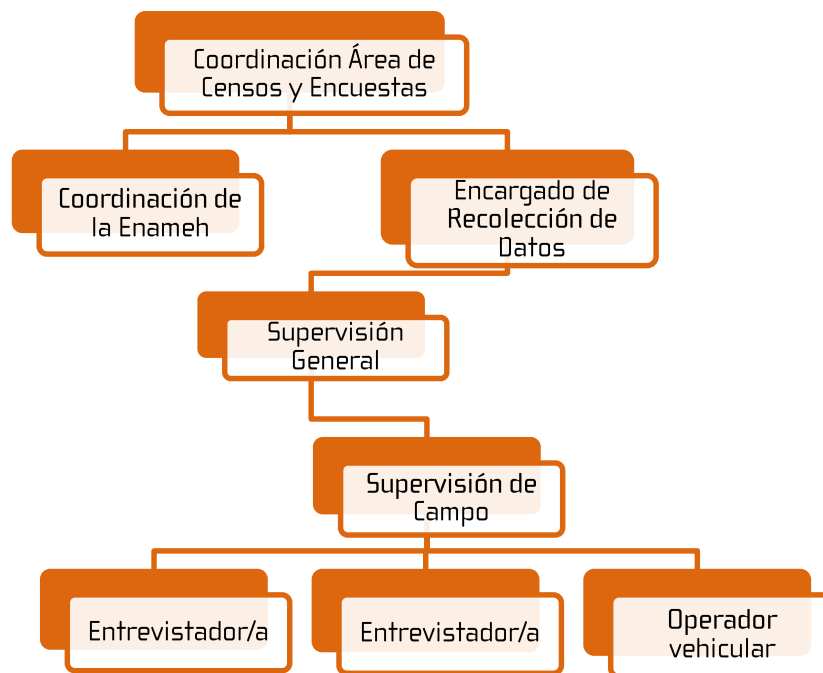 Coordinación Área de
Censos y Encuestas
Coordinación de
la Enameh
Encargado de
Recolección de
Datos
Supervisión
General
Supervisión de
Campo
Entrevistador/a
Entrevistador/a
Operador
vehicular